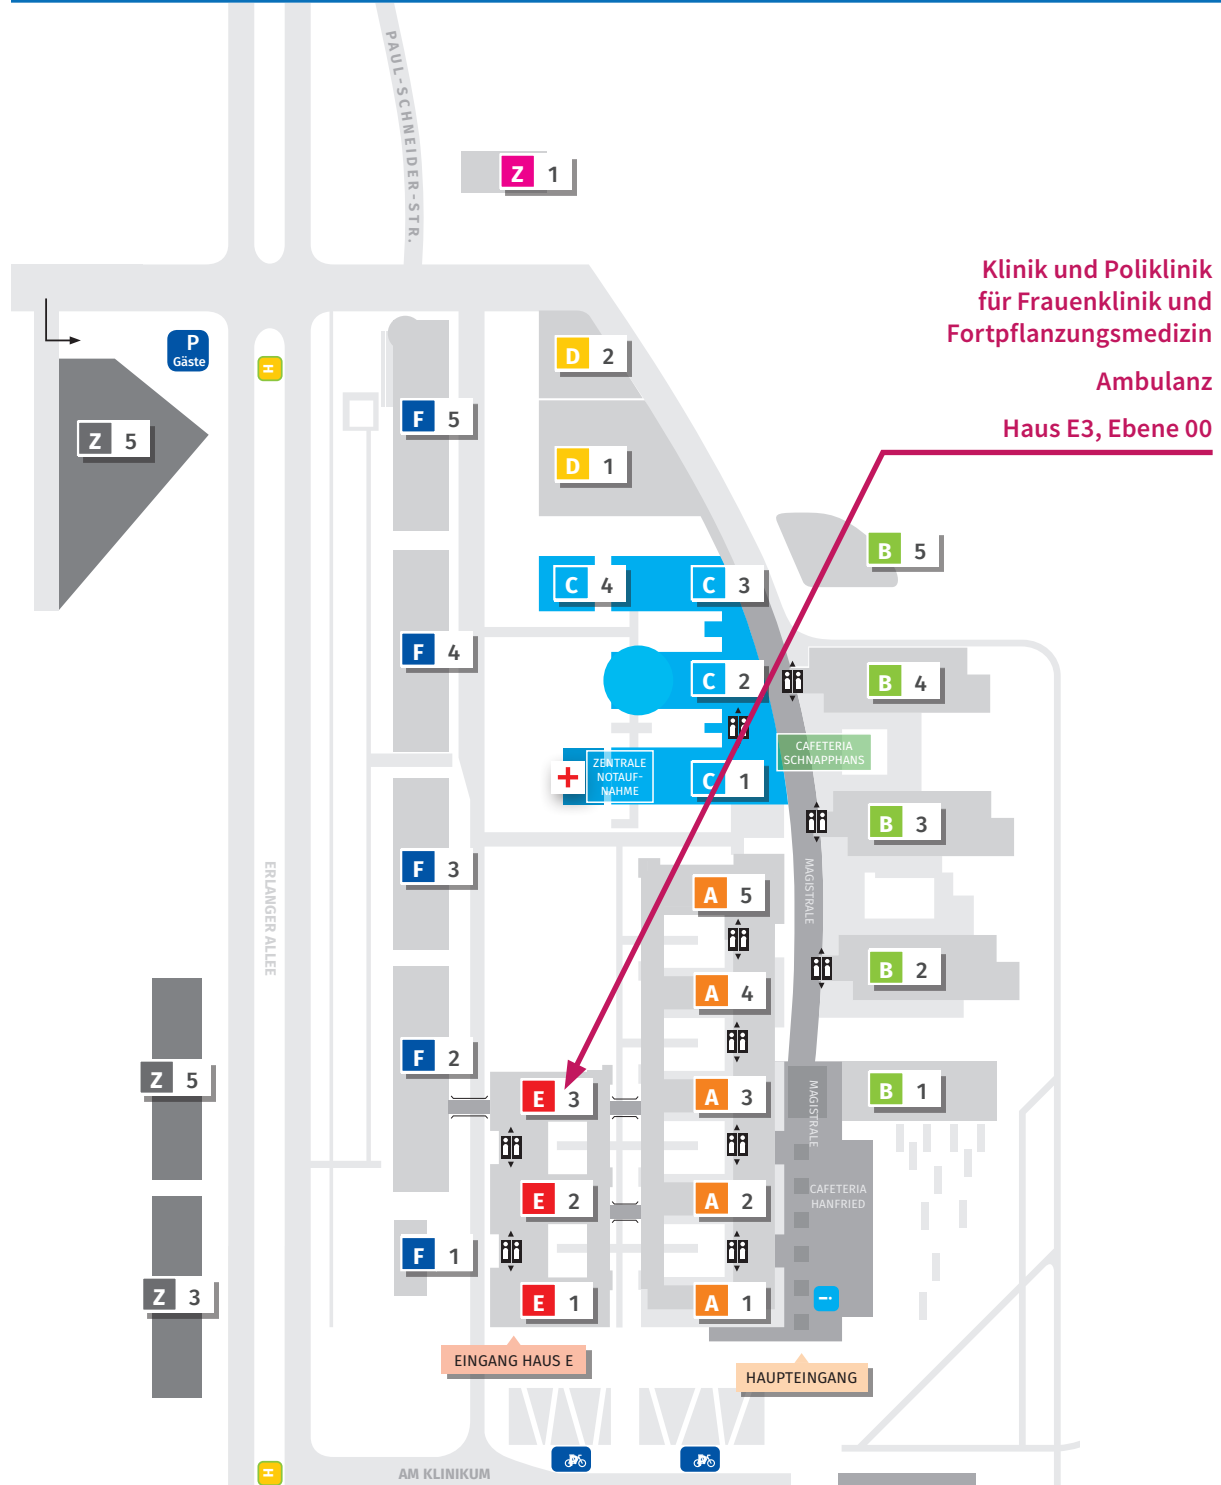 PAUL-SCHNEIDER-STR.
Z 1
Klinik und Poliklinik
für Frauenklinik und
Fortpflanzungsmedizin
Ambulanz
Haus E3, Ebene 00
P
Gäste
H
D 2
F 5
Z 5
D 1
B 5
C 4
C 3
F 4
C 2
B 4
CAFETERIA
SCHNAPPHANS
ZENTRALE
NOTAUF-
NAHME
C 1
B 3
F 3
ERLANGER ALLEE
MAGISTRALE
A 5
B 2
A 4
F 2
Z 5
E 3
A 3
MAGISTRALE
B 1
E 2
A 2
CAFETERIA
HANFRIED
F 1
Z 3
E 1
A 1
i
EINGANG HAUS E
HAUPTEINGANG
H
AM KLINIKUM